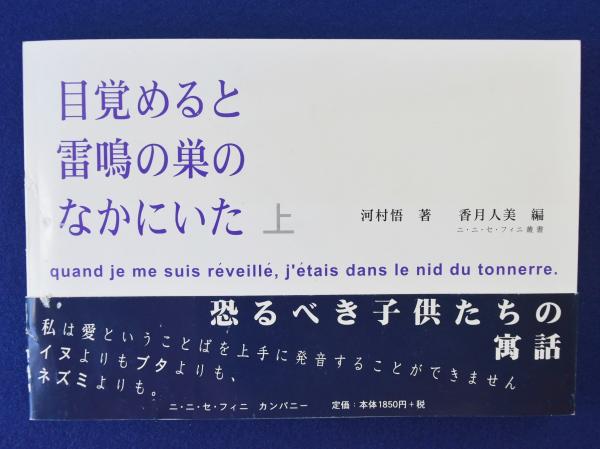 目覚めると
雷鳴の巣の
なかにいた 上
河村悟 著 香月人美 編
ニ・ニ・セ・フィニ叢書
quand je me suis réveillé, j'étais dans le nid du tonnerre.
恐るべき子供たちの
寓話
私は愛ということばを上手に発音することができません
イヌよりもブタよりも、
ネズミよりも。
ニ・ニ・セ・フィニ カンパニー 定価：本体1850円+税